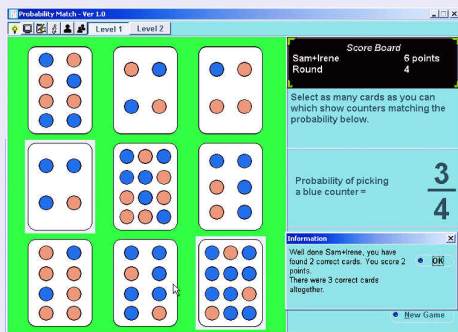 Probability Match - Ver 1.0
Level 1
Level 2
Score Board
Sam+Irene 6 points
Round 4
Select as many cards as you can
which show counters matching the
probability below.
Probability of picking
a blue counter =
3
4
Information
Well done Sam+Irene, you have
found 2 correct cards. You score 2
points.
There were 3 correct cards
altogether.
OK
New Game